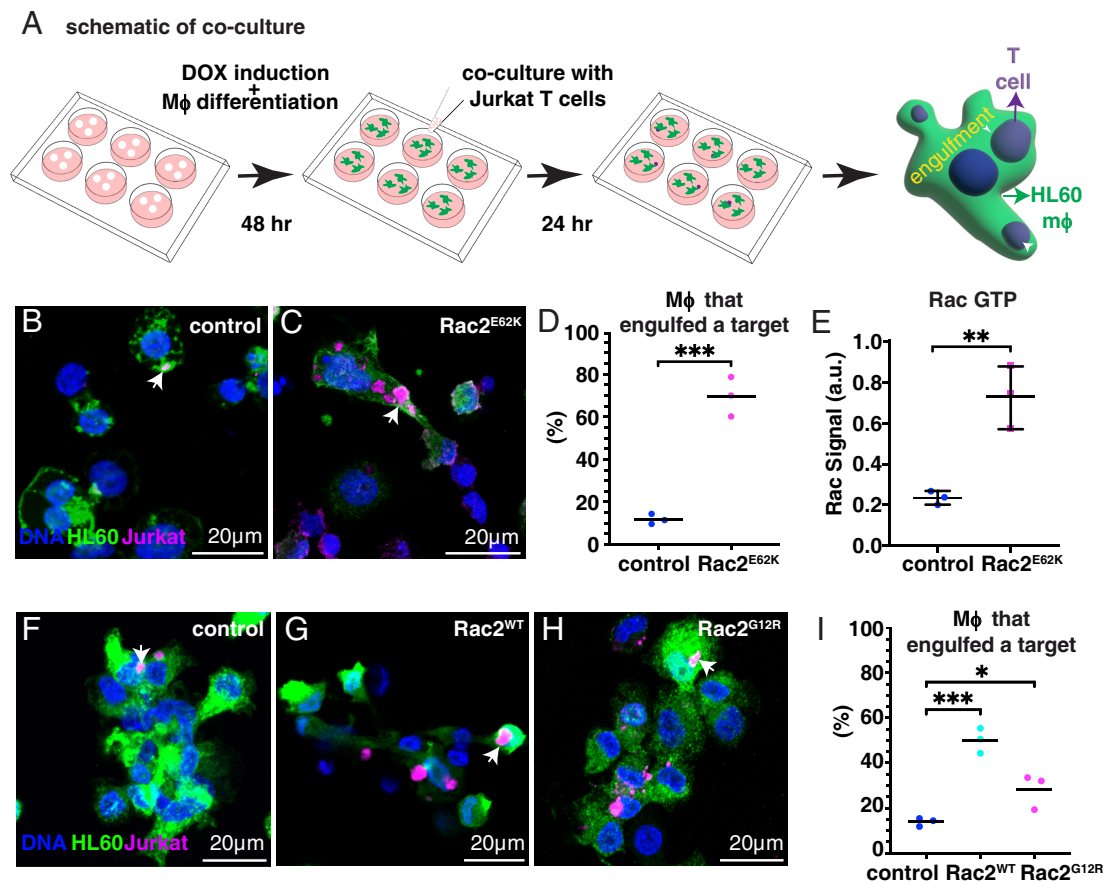 A schematic of co-culture
DOX induction
+
Mϕ differentiation
co-culture with
Jurkat T cells
48 hr
24 hr
T
cell
engulfment
HL60
mϕ
B control
DNA HL60 Jurkat 20µm
C Rac2E62K
20µm
D Mϕ that
engulfed a target
***
100
80
60
40
20
0
(%)
control Rac2E62K
E Rac GTP
**
1.0
0.8
0.6
0.4
0.2
0
Rac Signal (a.u.)
control Rac2E62K
F control
DNA HL60 Jurkat 20µm
G Rac2WT
20µm
H Rac2G12R
20µm
I Mϕ that
engulfed a target
*
***
100
80
60
40
20
0
(%)
control Rac2WT Rac2G12R